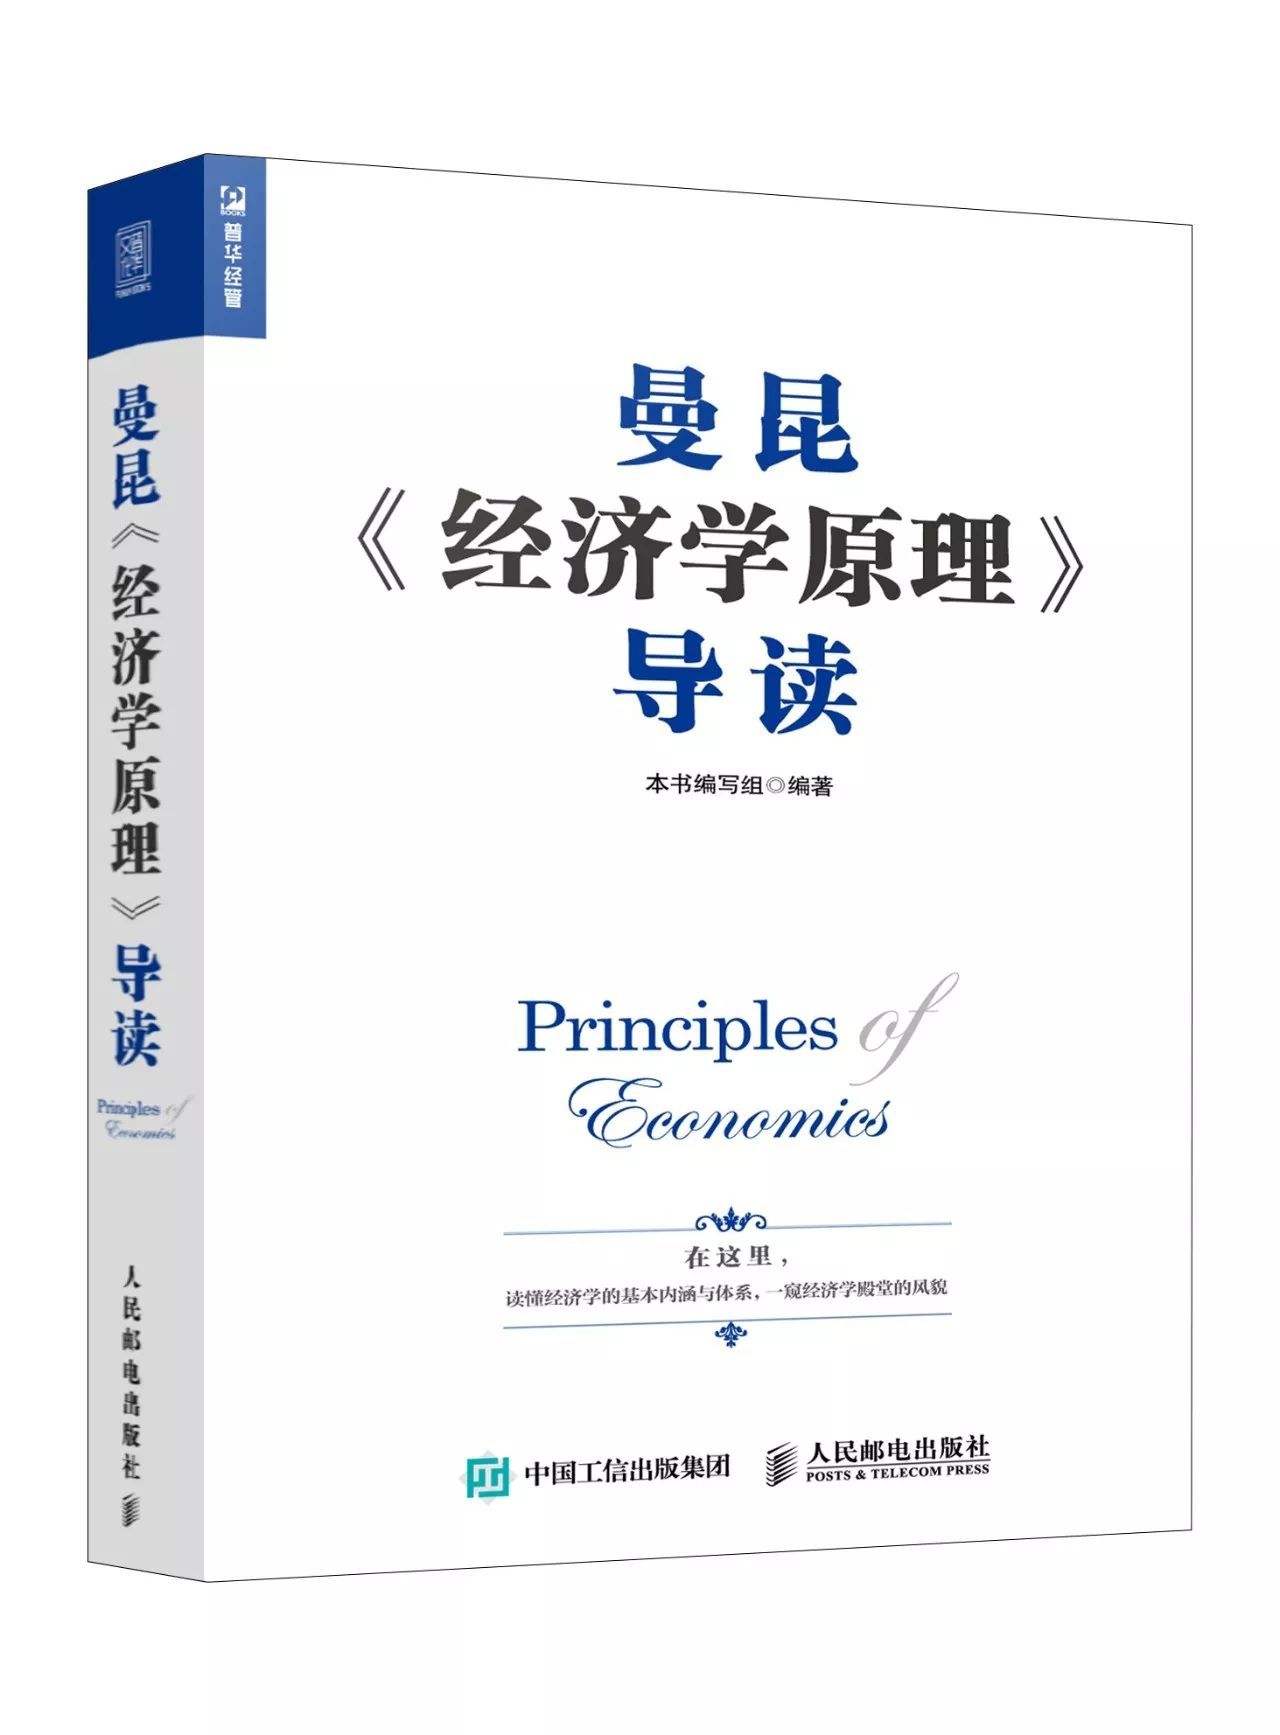 BOOKS
普华经管
曼昆
《经济学原理》
导读
本书编写组◎编著
Principles of
Economics
在这里，
读懂经济学的基本内涵与体系，一窥经济学殿堂的风貌
中国工信出版集团
人民邮电出版社
POSTS & TELECOM PRESS
曼昆《经济学原理》导读
Principles of
Economics
人民邮电出版社